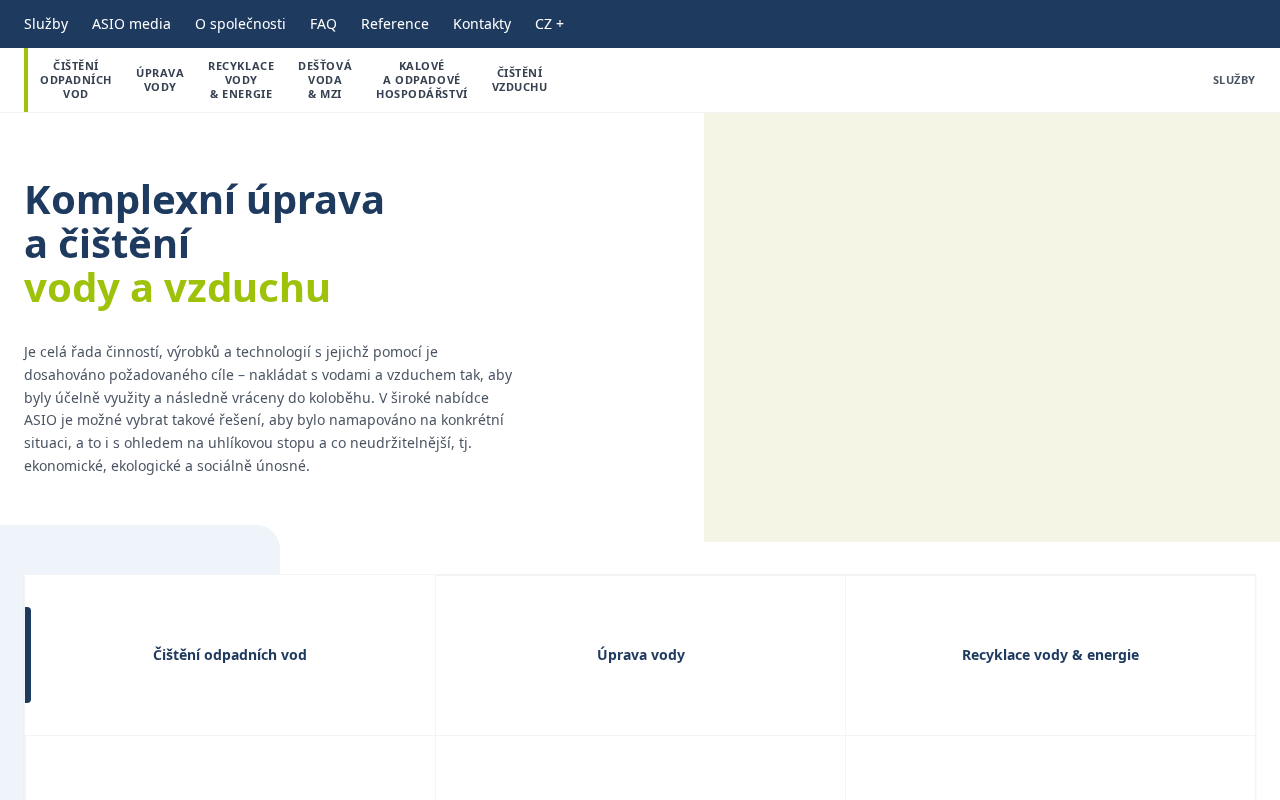 Služby ASIO media O společnosti FAQ Reference Kontakty CZ +
ČIŠTĚNÍ
ODPADNÍCH
VOD
ÚPRAVA
VODY
RECYKLACE
VODY
& ENERGIE
DEŠŤOVÁ
VODA
& MZI
KALOVÉ
A ODPADOVÉ
HOSPODÁŘSTVÍ
ČIŠTĚNÍ
VZDUCHU
SLUŽBY
Komplexní úprava
a čištění
vody a vzduchu
Je celá řada činností, výrobků a technologií s jejichž pomocí je
dosahováno požadovaného cíle – nakládat s vodami a vzduchem tak, aby
byly účelně využity a následně vráceny do koloběhu. V široké nabídce
ASIO je možné vybrat takové řešení, aby bylo namapováno na konkrétní
situaci, a to i s ohledem na uhlíkovou stopu a co neudržitelnější, tj.
ekonomické, ekologické a sociálně únosné.
Čištění odpadních vod
Úprava vody
Recyklace vody & energie